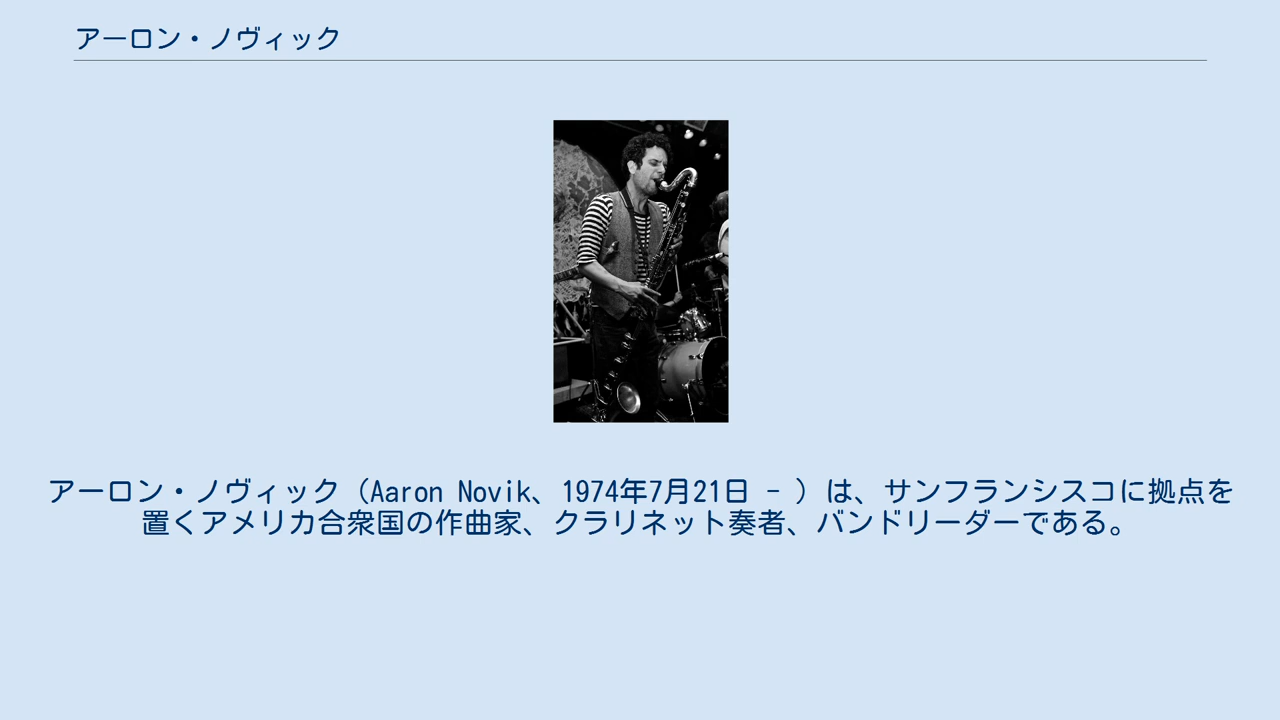 アーロン・ノヴィック
アーロン・ノヴィック（Aaron Novik、1974年7月21日 - ）は、サンフランシスコに拠点を
置くアメリカ合衆国の作曲家、クラリネット奏者、バンドリーダーである。